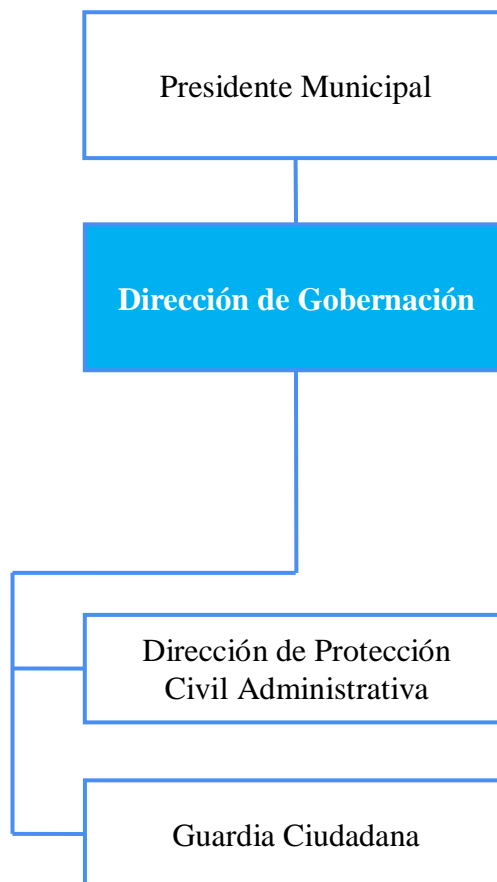 Presidente Municipal
Dirección de Gobernación
Dirección de Protección
Civil Administrativa
Guardia Ciudadana